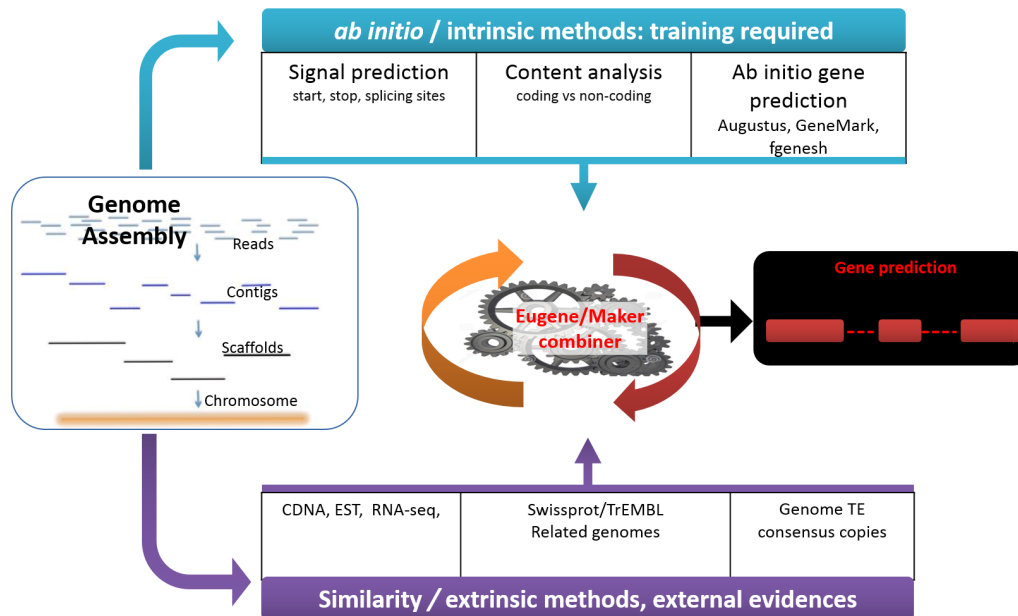 ab initio / intrinsic methods: training required
Signal prediction
start, stop, splicing sites
Content analysis
coding vs non-coding
Ab initio gene
prediction
Augustus, GeneMark,
fgenesh
Genome
Assembly
Reads
Contigs
Scaffolds
Chromosome
Eugene/Maker
combiner
Gene prediction
CDNA, EST, RNA-seq,
Swissprot/TrEMBL
Related genomes
Genome TE
consensus copies
Similarity / extrinsic methods, external evidences